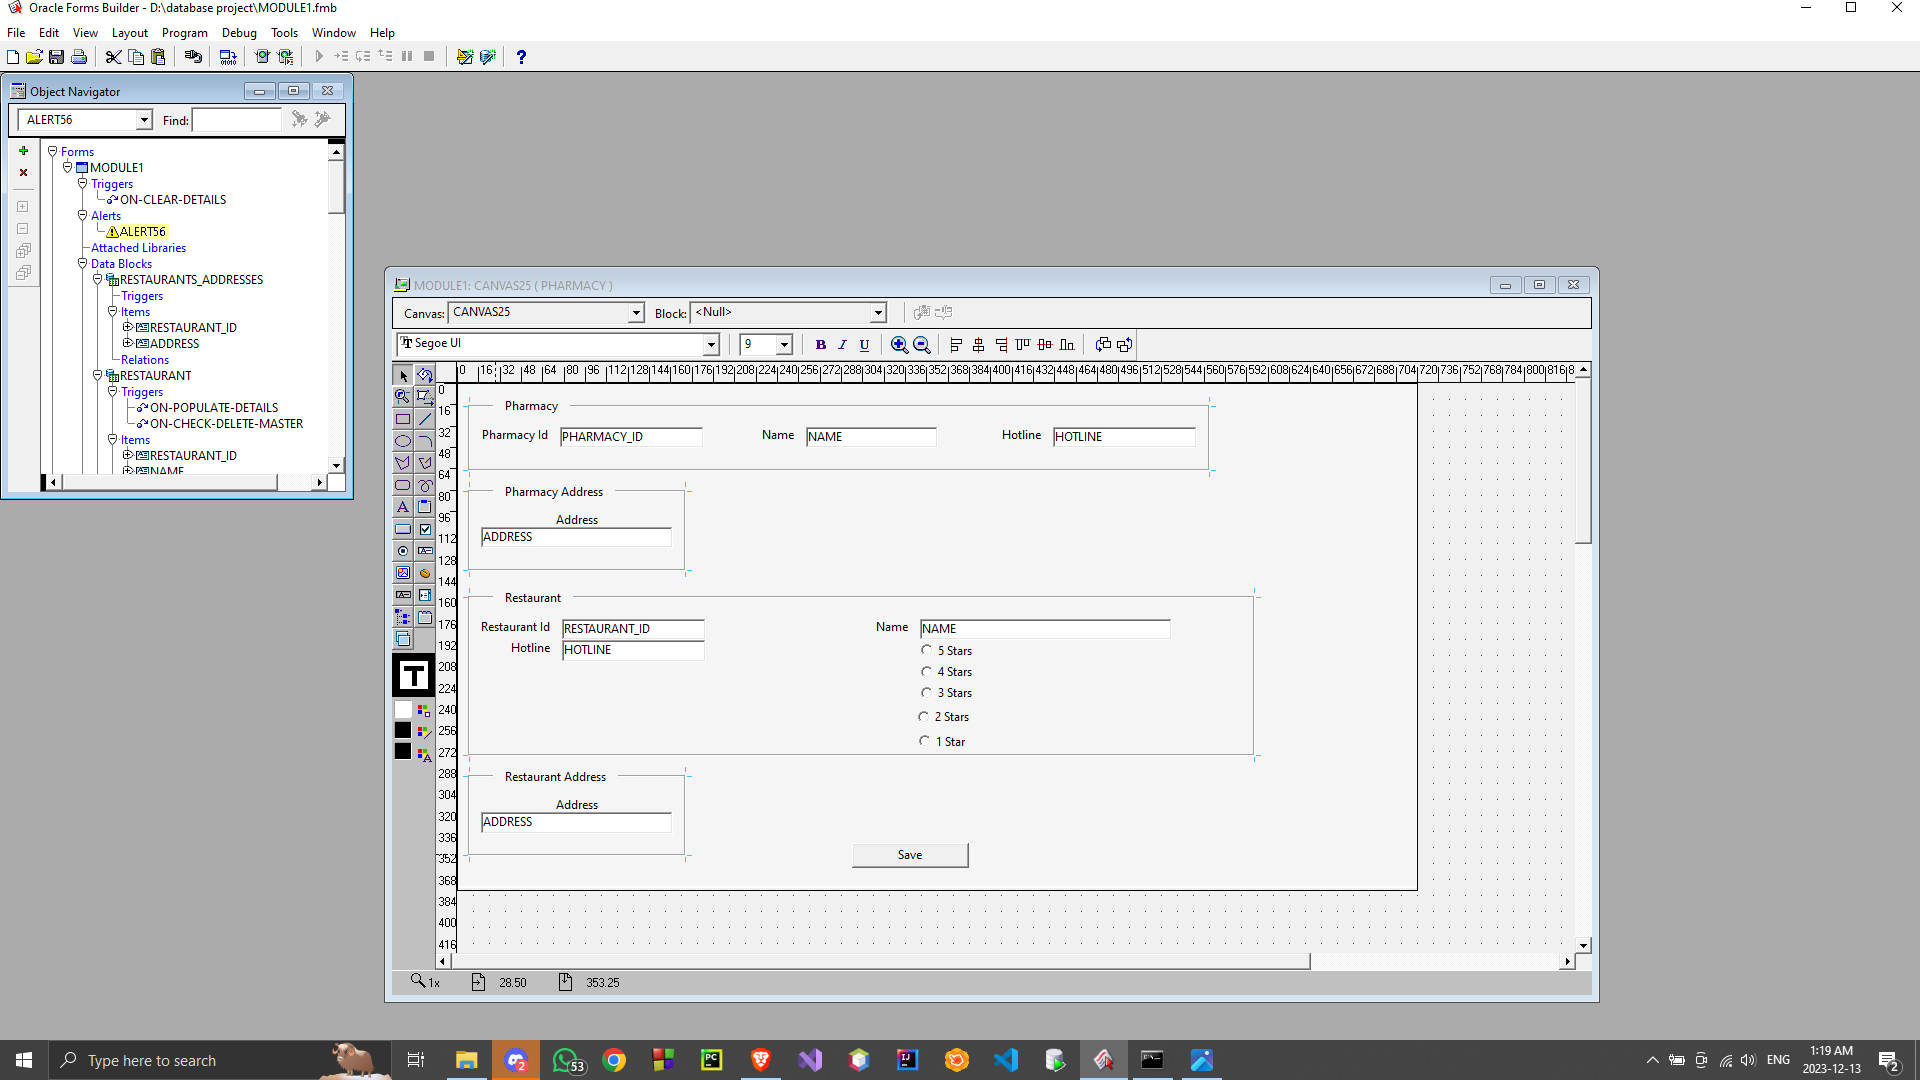 Oracle Forms Builder - D:\database project\MODULE1.fmb
File Edit View Layout Program Debug Tools Window Help
Object Navigator
ALERT56 Find:
Forms
MODULE1
Triggers
ON-CLEAR-DETAILS
Alerts
ALERT56
Attached Libraries
Data Blocks
RESTAURANTS_ADDRESSES
Triggers
Items
RESTAURANT_ID
ADDRESS
Relations
RESTAURANT
Triggers
ON-POPULATE-DETAILS
ON-CHECK-DELETE-MASTER
Items
RESTAURANT_ID
NAME
MODULE1: CANVAS25 ( PHARMACY )
Canvas: CANVAS25 Block: <Null>
Segoe UI 9 B I U
0 16 32 48 64 80 96 112 128 144 160 176 192 208 224 240 256 272 288 304 320 336 352 368 384 400 416 432 448 464 480 496 512 528 544 560 576 592 608 624 640 656 672 688 704 720 736 752 768 784 800 816 8
0
16
32
48
64
80
96
112
128
144
160
176
192
208
224
240
256
272
288
304
320
336
352
368
384
400
416
Pharmacy
Pharmacy Id PHARMACY_ID Name NAME Hotline HOTLINE
Pharmacy Address
Address
ADDRESS
Restaurant
Restaurant Id RESTAURANT_ID Name NAME
Hotline HOTLINE
5 Stars
4 Stars
3 Stars
2 Stars
1 Star
Restaurant Address
Address
ADDRESS
Save
1x 28.50 353.25
Type here to search
2
53
ENG
1:19 AM
2023-12-13
2